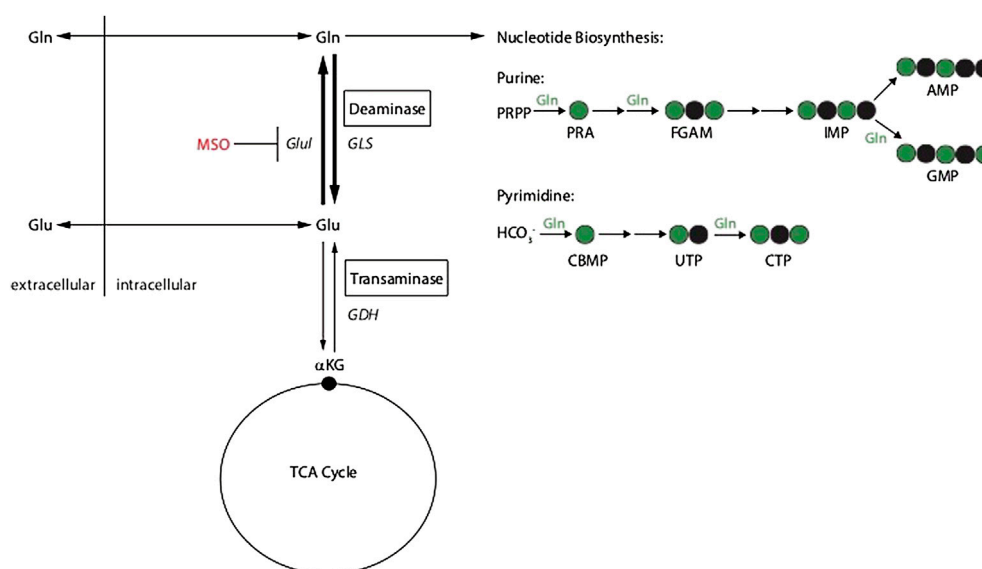 Gln
Gln
Nucleotide Biosynthesis:
Deaminase
MSO
Glul
GLS
Glu
Glu
extracellular
intracellular
Transaminase
GDH
αKG
TCA Cycle
Purine:
PRPP
Gln
PRA
Gln
FGAM
IMP
AMP
Gln
GMP
Pyrimidine:
HCO₃⁻
Gln
CBMP
UTP
Gln
CTP